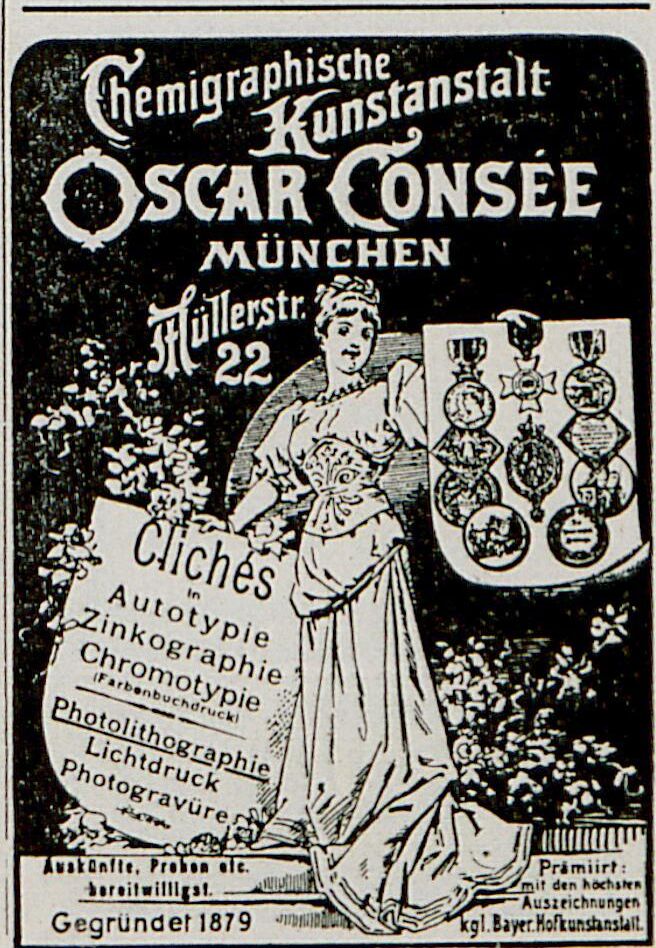 Chemigraphische
Kunstanstalt
OSCAR CONSÉE
MÜNCHEN
Müllerstr.
22
Clichés
in
Autotypie
Zinkographie
Chromotypie
(Farbenbuchdruck)
Photolithographie
Lichtdruck
Photogravüre
Auskünfte, Proben etc.
bereitwilligst.
Gegründet 1879
Prämiirt:
mit den höchsten
Auszeichnungen
kgl. Bayer. Hofkunstanstalt.